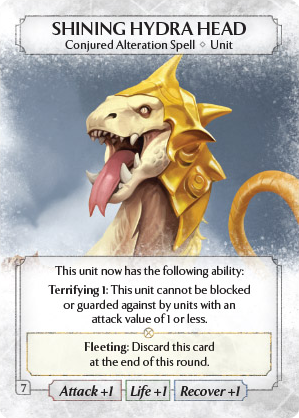 SHINING HYDRA HEAD
Conjured Alteration Spell ◇ Unit
This unit now has the following ability:
Terrifying 1: This unit cannot be blocked
or guarded against by units with an
attack value of 1 or less.
Fleeting: Discard this card
at the end of this round.
7
Attack +1 Life +1 Recover +1